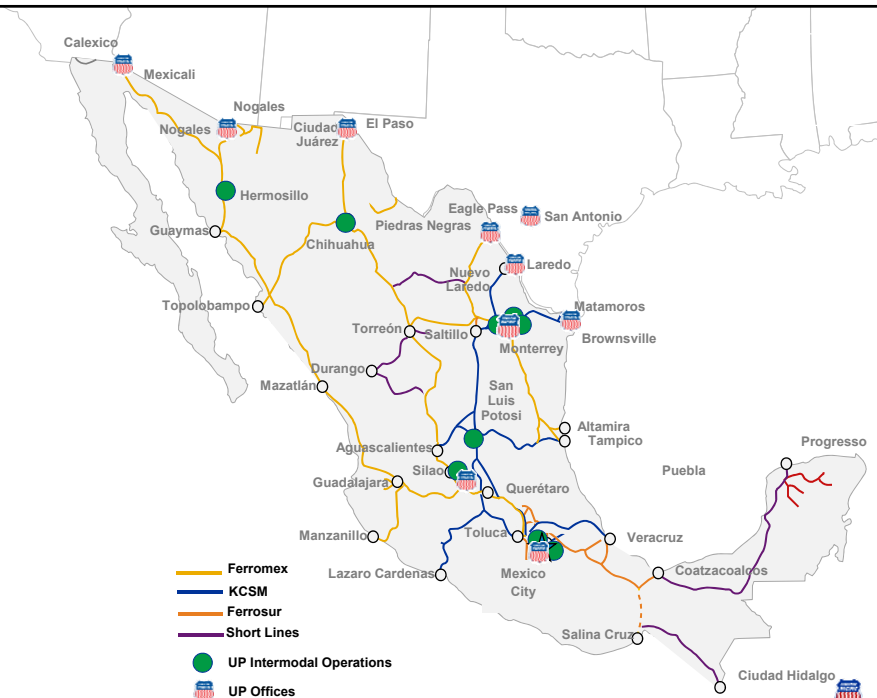 Calexico
Mexicali
Nogales
Nogales
Ciudad
Juárez
El Paso
Hermosillo
Guaymas
Chihuahua
Piedras Negras
Eagle Pass
San Antonio
Nuevo
Laredo
Laredo
Topolobampo
Matamoros
Torreón
Saltillo
Brownsville
Monterrey
Durango
Mazatlán
San
Luis
Potosi
Altamira
Tampico
Aguascalientes
Silao
Puebla
Progresso
Guadalajara
Querétaro
Manzanillo
Toluca
Veracruz
Lazaro Cardenas
Mexico
City
Coatzacoalcos
Salina Cruz
Ciudad Hidalgo
Ferromex
KCSM
Ferrosur
Short Lines
UP Intermodal Operations
UP Offices